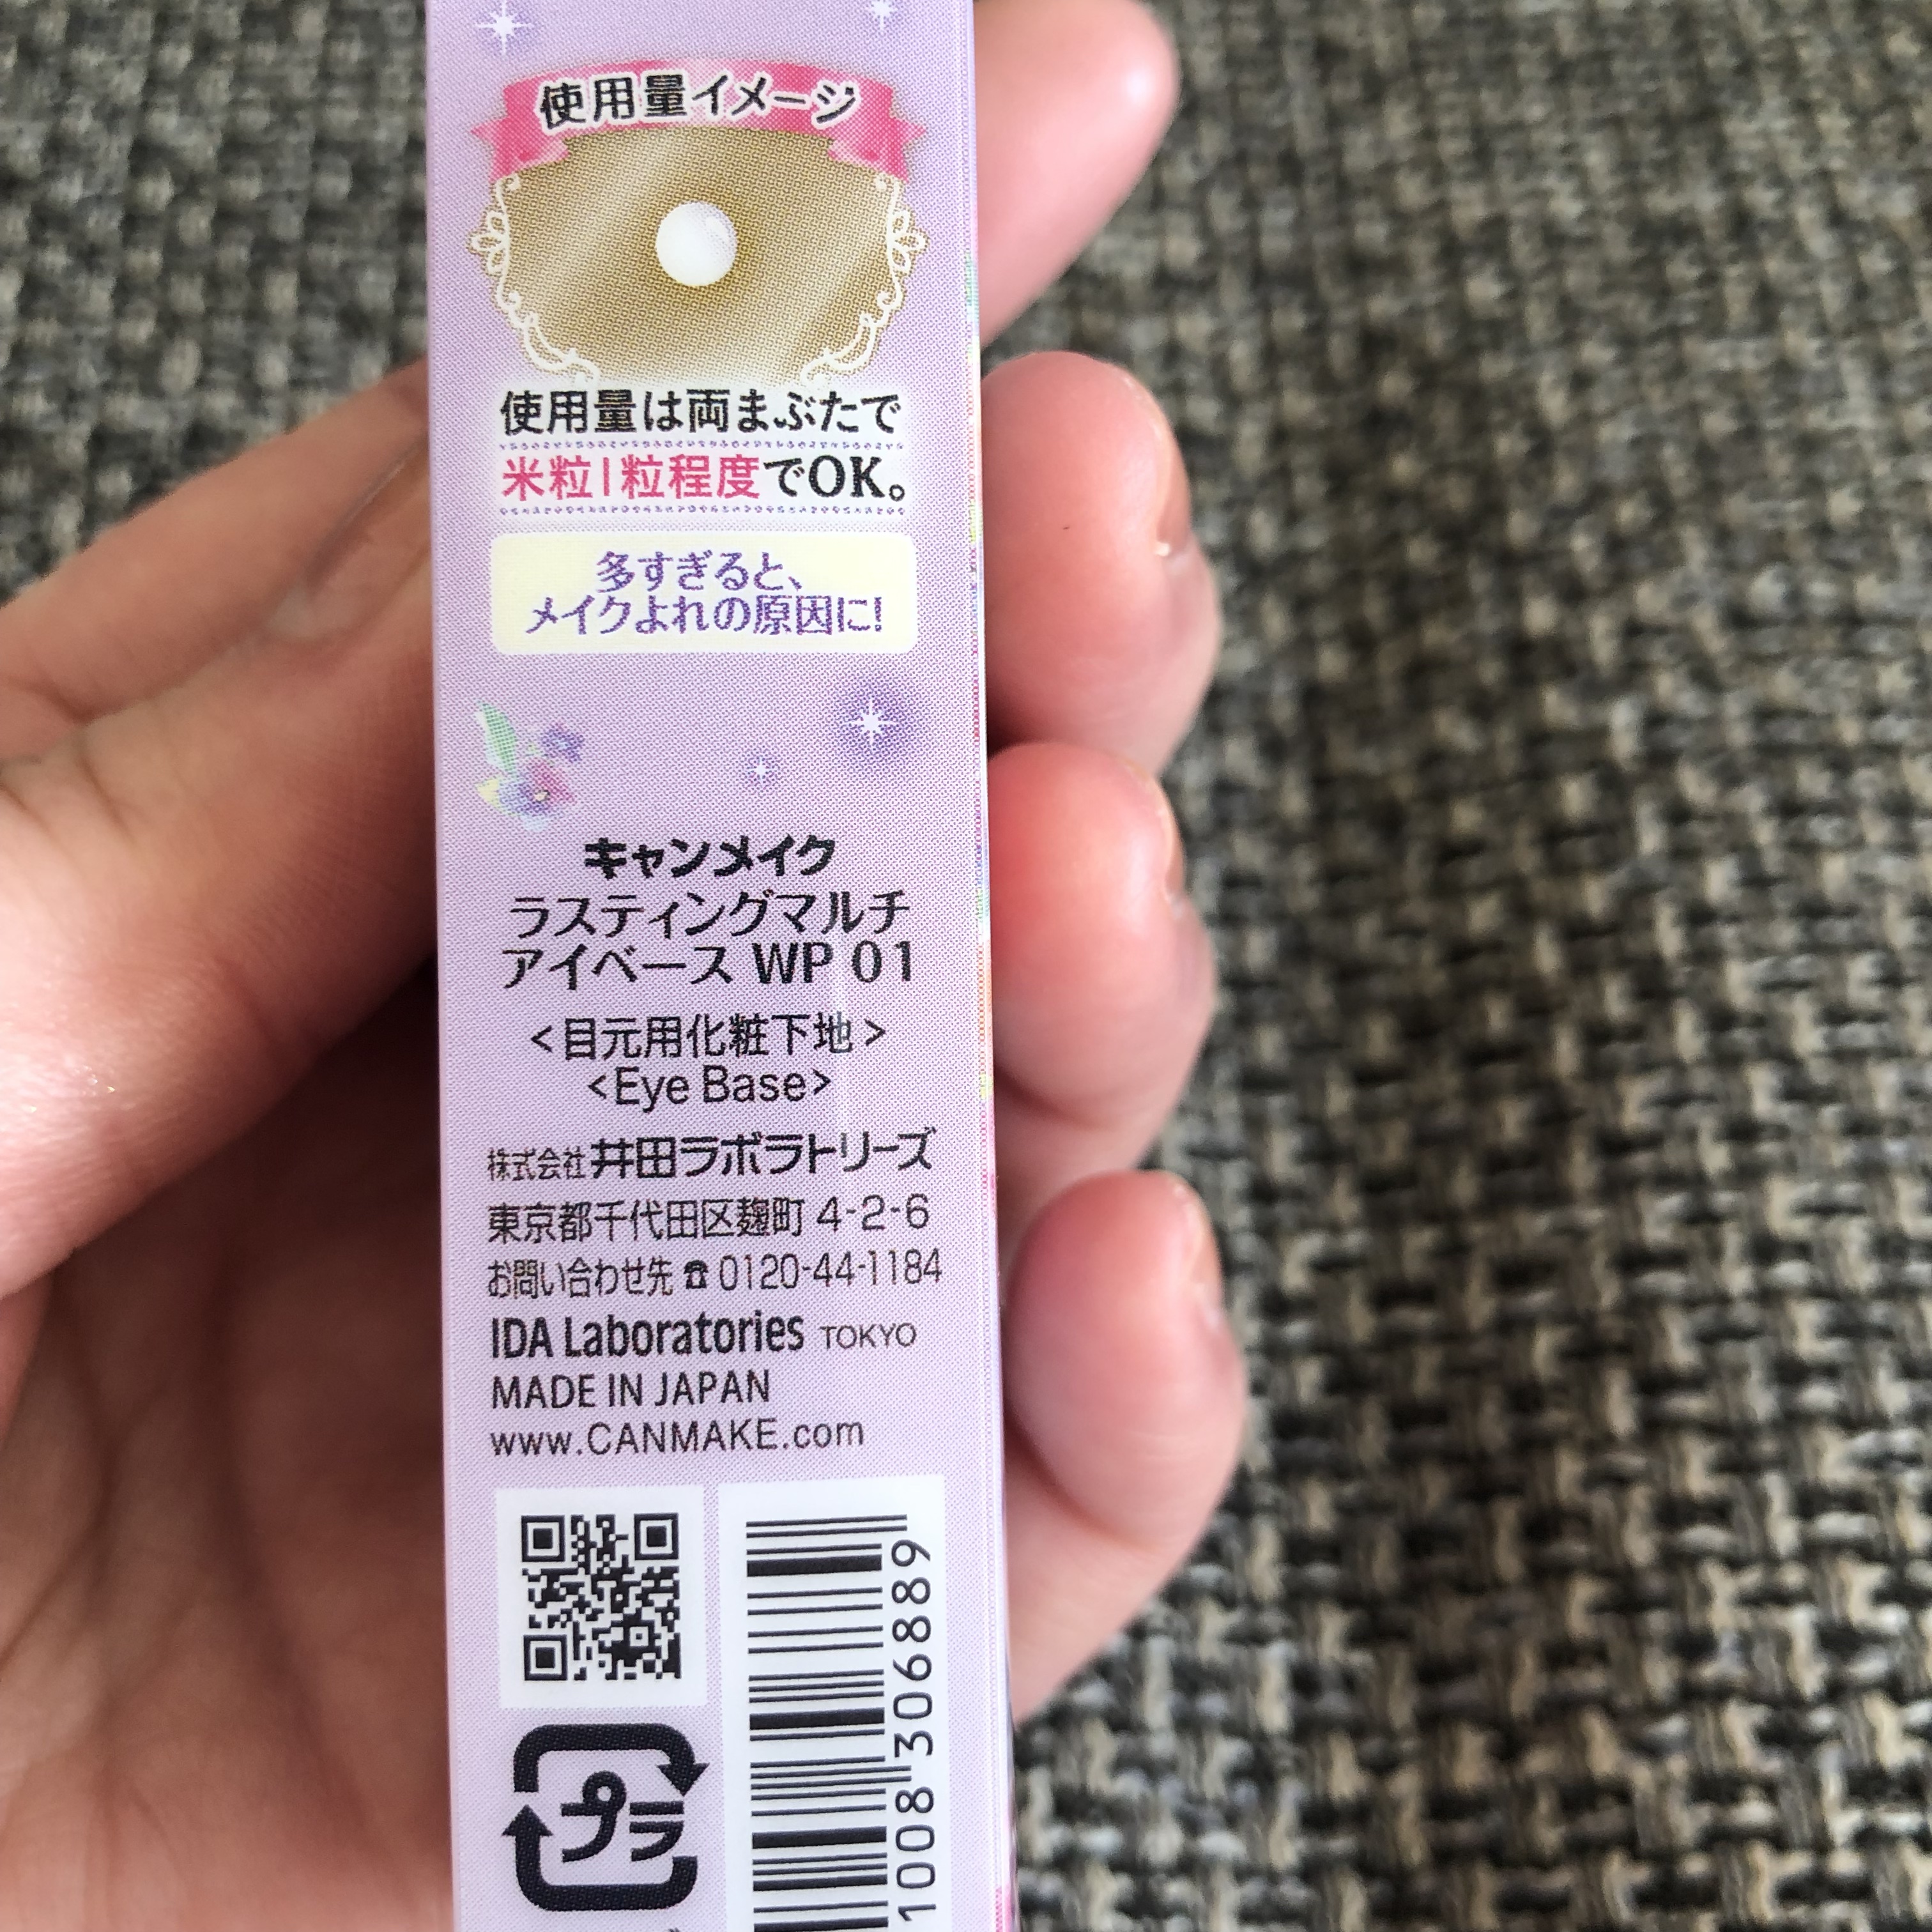 使用量イメージ
使用量は両まぶたで
米粒1粒程度でOK。
多すぎると、
メイクよれの原因に!
キャンメイク
ラスティングマルチ
アイベース WP 01
<目元用化粧下地>
<Eye Base>
株式会社井田ラボラトリーズ
東京都千代田区麹町 4-2-6
お問い合わせ先 ☎ 0120-44-1184
IDA Laboratories TOKYO
MADE IN JAPAN
www.CANMAKE.com
1008 306889
プラ